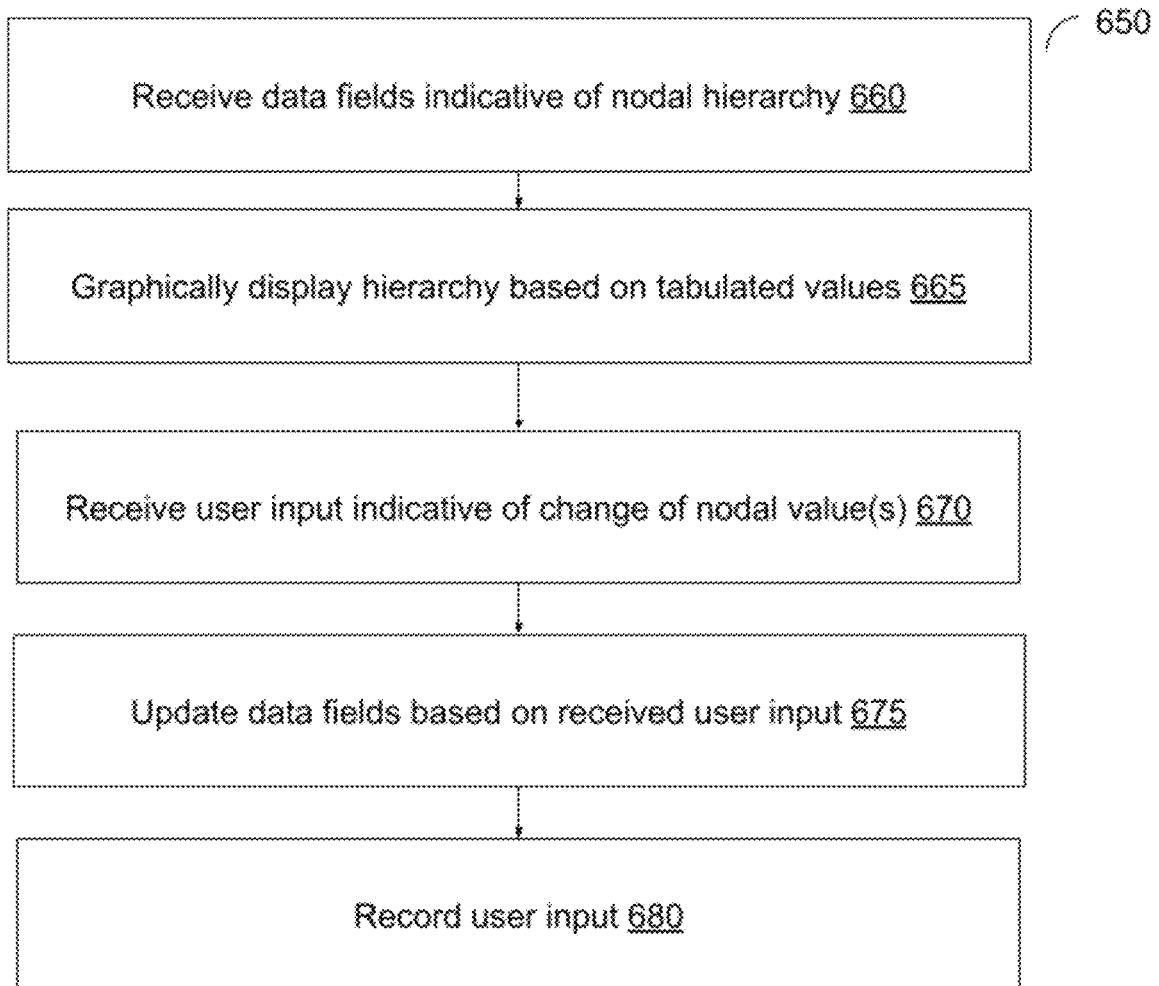 650
Receive data fields indicative of nodal hierarchy 660
Graphically display hierarchy based on tabulated values 665
Receive user input indicative of change of nodal value(s) 670
Update data fields based on received user input 675
Record user input 680